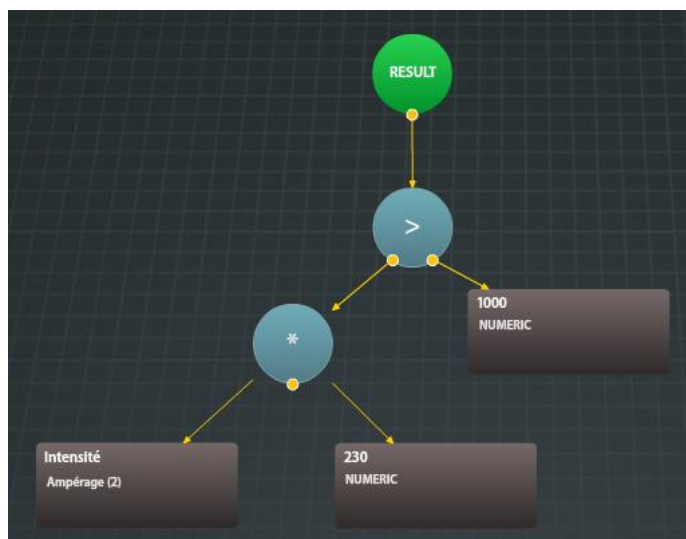 RESULT
>
1000
NUMERIC
*
Intensité
Ampérage (2)
230
NUMERIC